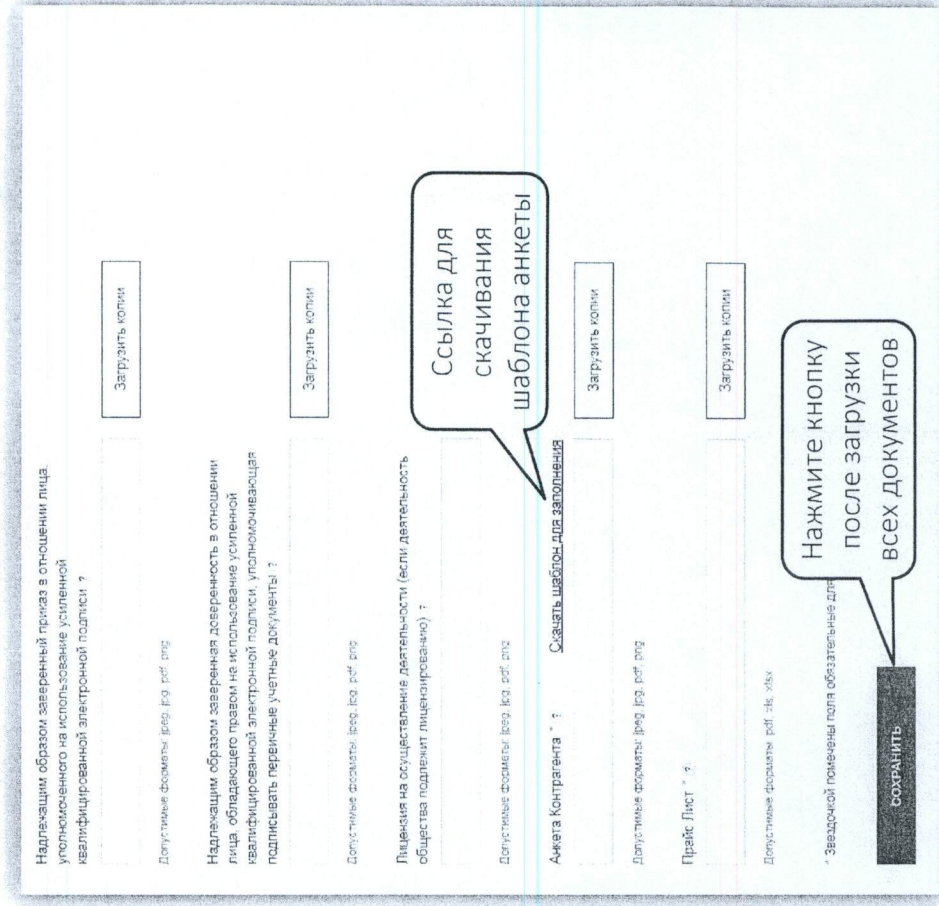 Надлежащим образом заверенный приказ в отношении лица,
уполномоченного на использование усиленной
квалифицированной электронной подписи ?
Загрузить копии
Допустимые форматы: jpeg, jpg, pdf, png
Надлежащим образом заверенная доверенность в отношении
лица, обладающего правом на использование усиленной
квалифицированной электронной подписи, уполномочивающая
подписывать первичные учетные документы ?
Загрузить копии
Допустимые форматы: jpeg, jpg, pdf, png
Лицензия на осуществление деятельности (если деятельность
общества подлежит лицензированию) ?
Ссылка для
скачивания
шаблона анкеты
Допустимые форматы: jpeg, jpg, pdf, png
Анкета Контрагента * ?
Скачать шаблон для заполнения
Загрузить копии
Допустимые форматы: jpeg, jpg, pdf, png
Прайс Лист * ?
Загрузить копии
Допустимые форматы: pdf, xls, xlsx
* Звездочкой помечены поля обязательные для
Нажмите кнопку
после загрузки
всех документов
СОХРАНИТЬ